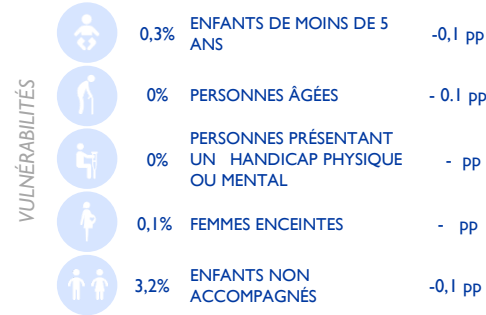 VULNÉRABILITÉS
0,3% ENFANTS DE MOINS DE 5 ANS -0,1 pp
0% PERSONNES ÂGÉES - 0.1 pp
0% PERSONNES PRÉSENTANT UN HANDICAP PHYSIQUE OU MENTAL - pp
0,1% FEMMES ENCEINTES - pp
3,2% ENFANTS NON ACCOMPAGNÉS -0,1 pp